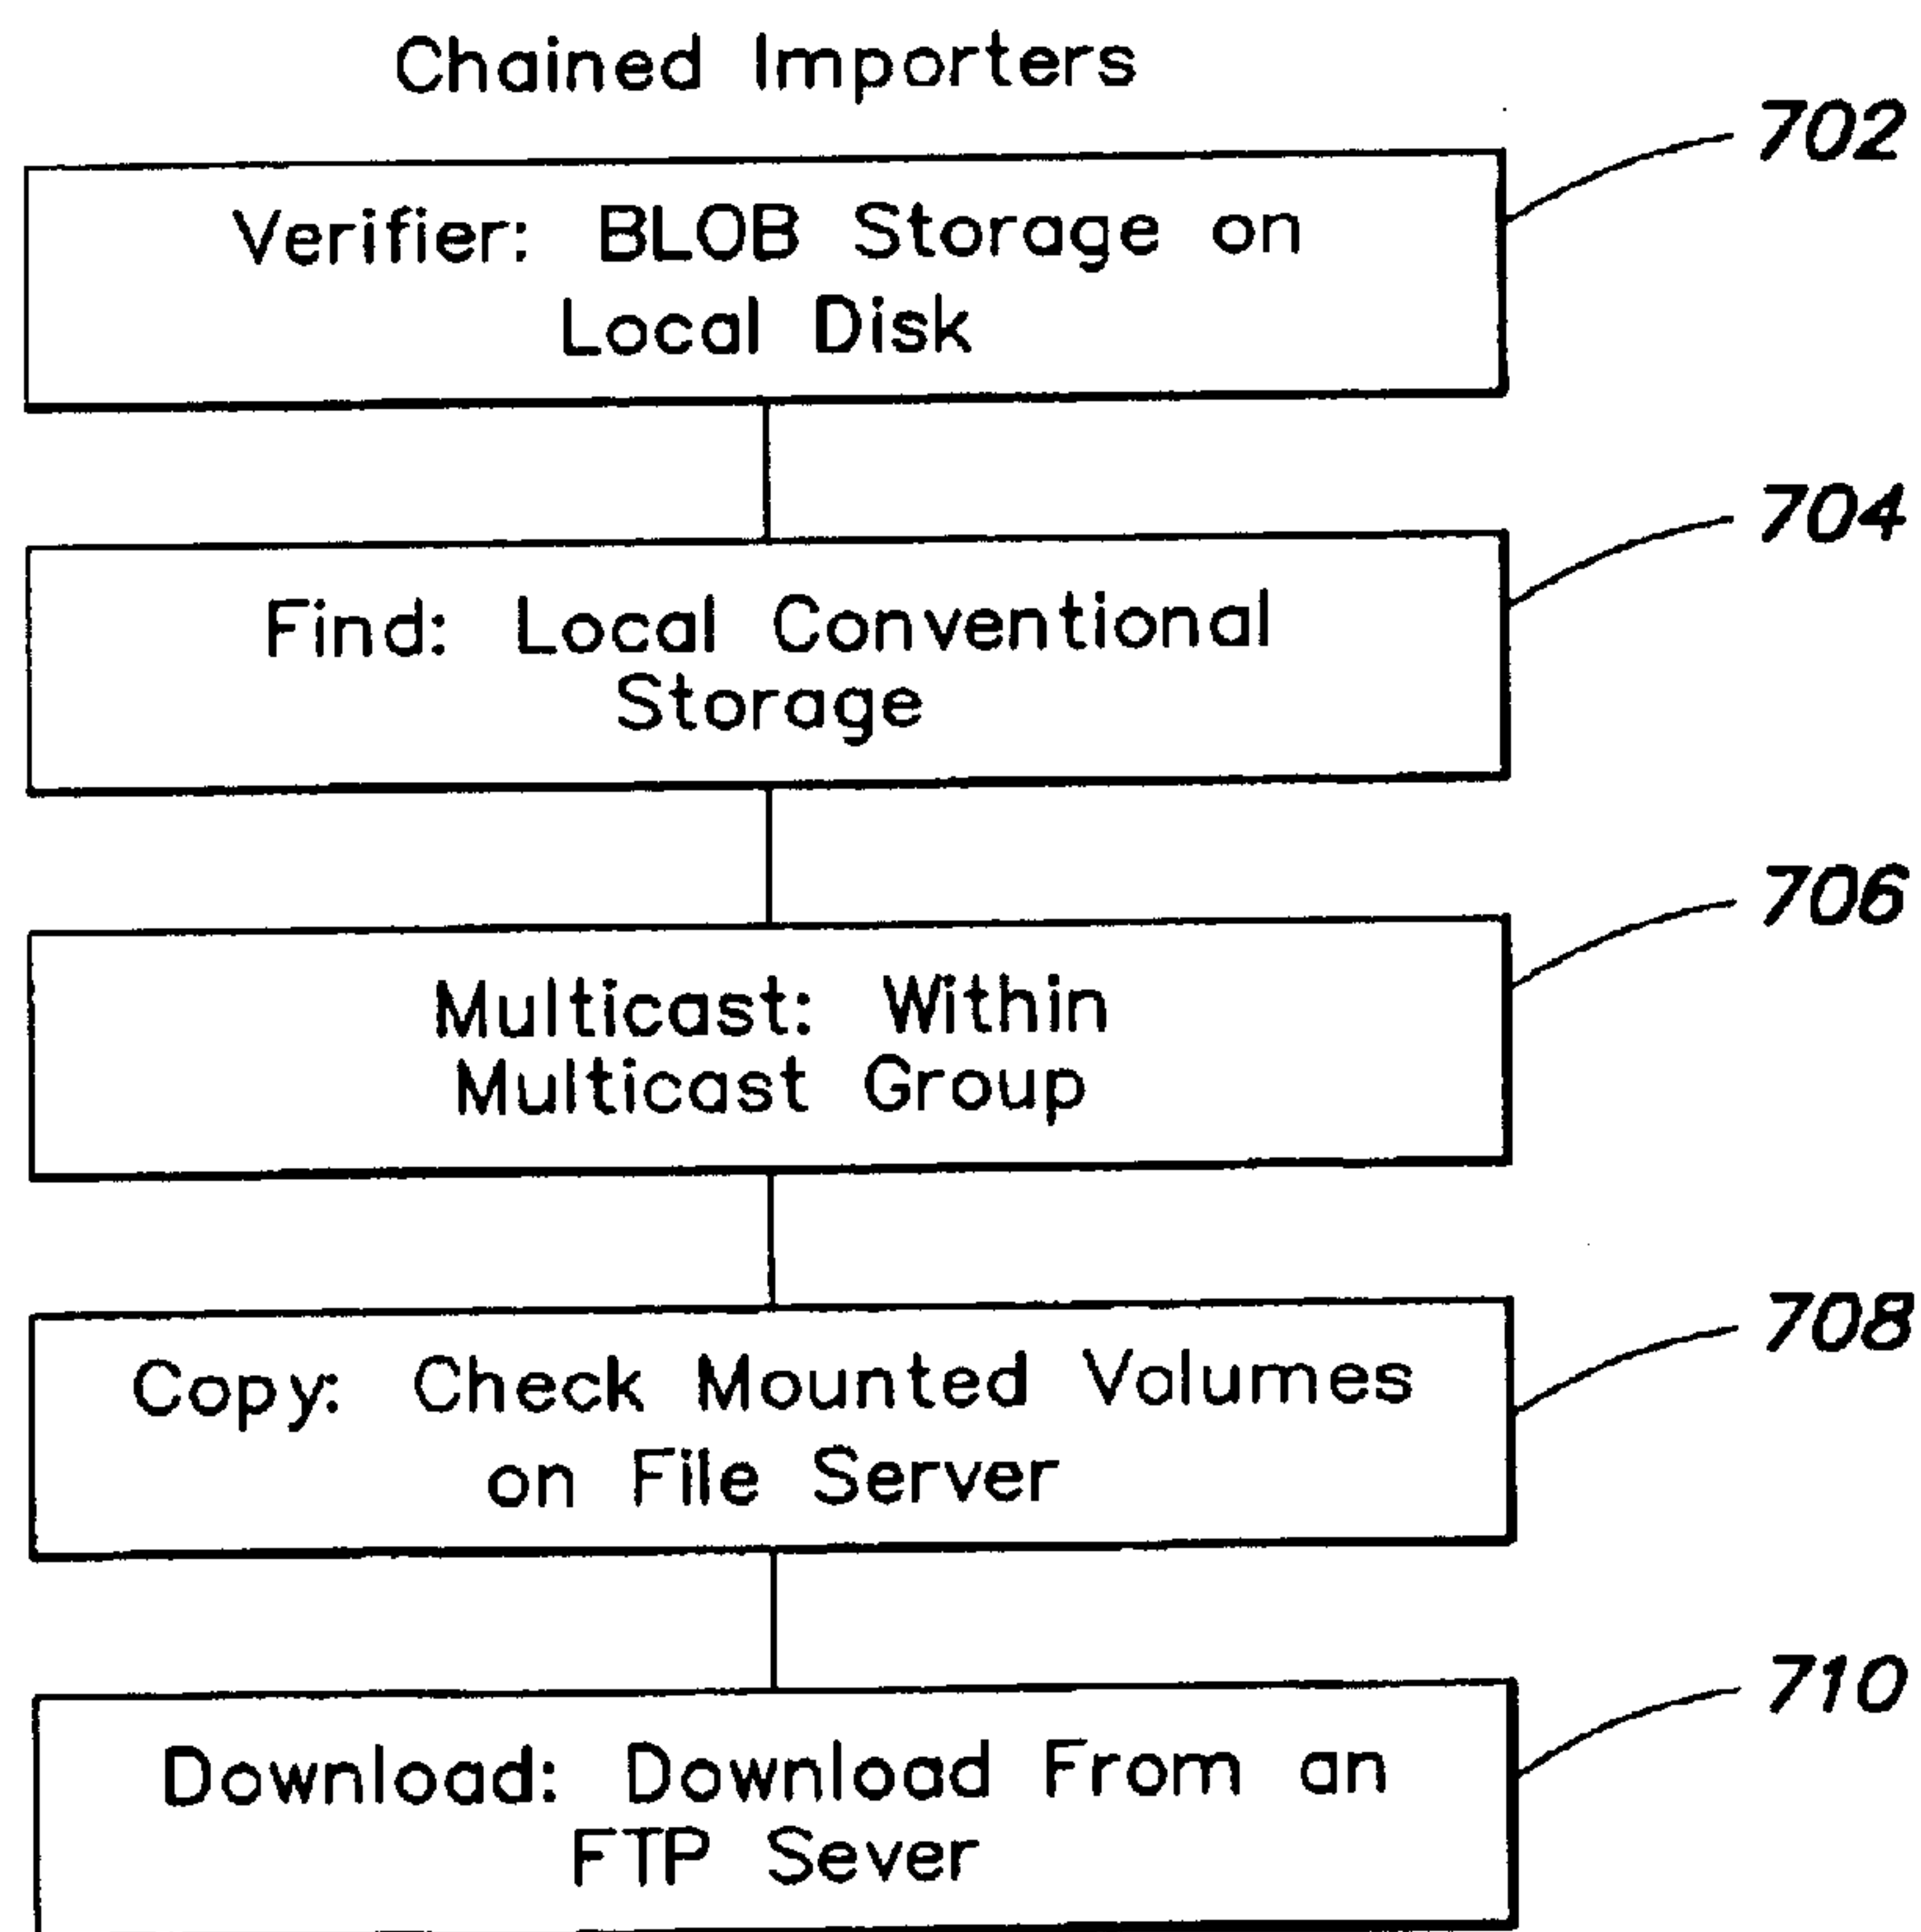 Chained Importers
702
Verifier: BLOB Storage on
Local Disk
704
Find: Local Conventional
Storage
706
Multicast: Within
Multicast Group
708
Copy: Check Mounted Volumes
on File Server
710
Download: Download From an
FTP Sever